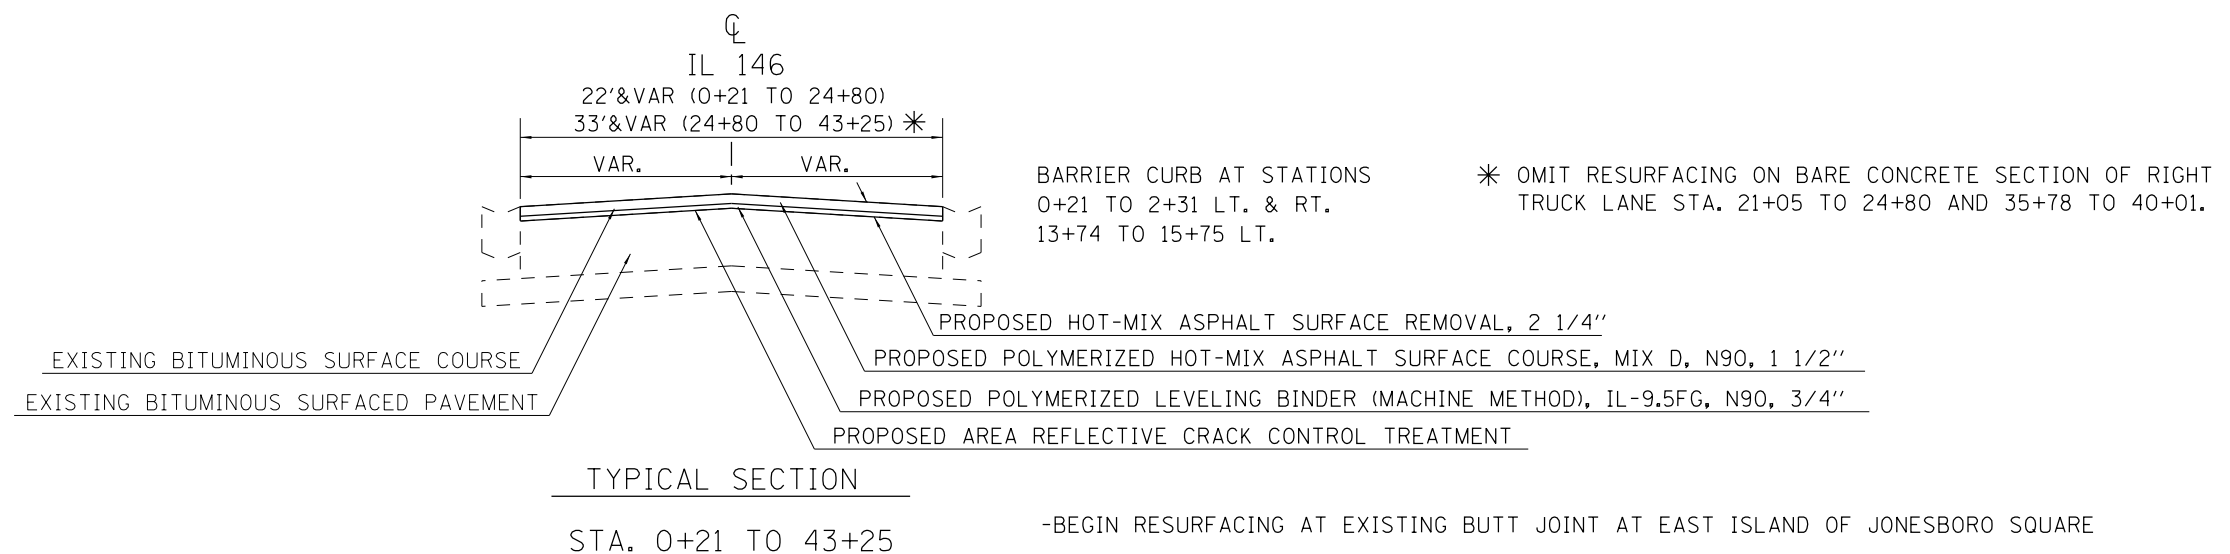 ℄
IL 146
22'&VAR (0+21 TO 24+80)
33'&VAR (24+80 TO 43+25) *
VAR.
VAR.
BARRIER CURB AT STATIONS
0+21 TO 2+31 LT. & RT.
13+74 TO 15+75 LT.
* OMIT RESURFACING ON BARE CONCRETE SECTION OF RIGHT
TRUCK LANE STA. 21+05 TO 24+80 AND 35+78 TO 40+01.
PROPOSED HOT-MIX ASPHALT SURFACE REMOVAL, 2 1/4''
EXISTING BITUMINOUS SURFACE COURSE
PROPOSED POLYMERIZED HOT-MIX ASPHALT SURFACE COURSE, MIX D, N90, 1 1/2''
EXISTING BITUMINOUS SURFACED PAVEMENT
PROPOSED POLYMERIZED LEVELING BINDER (MACHINE METHOD), IL-9.5FG, N90, 3/4''
PROPOSED AREA REFLECTIVE CRACK CONTROL TREATMENT
TYPICAL SECTION
STA. 0+21 TO 43+25
-BEGIN RESURFACING AT EXISTING BUTT JOINT AT EAST ISLAND OF JONESBORO SQUARE